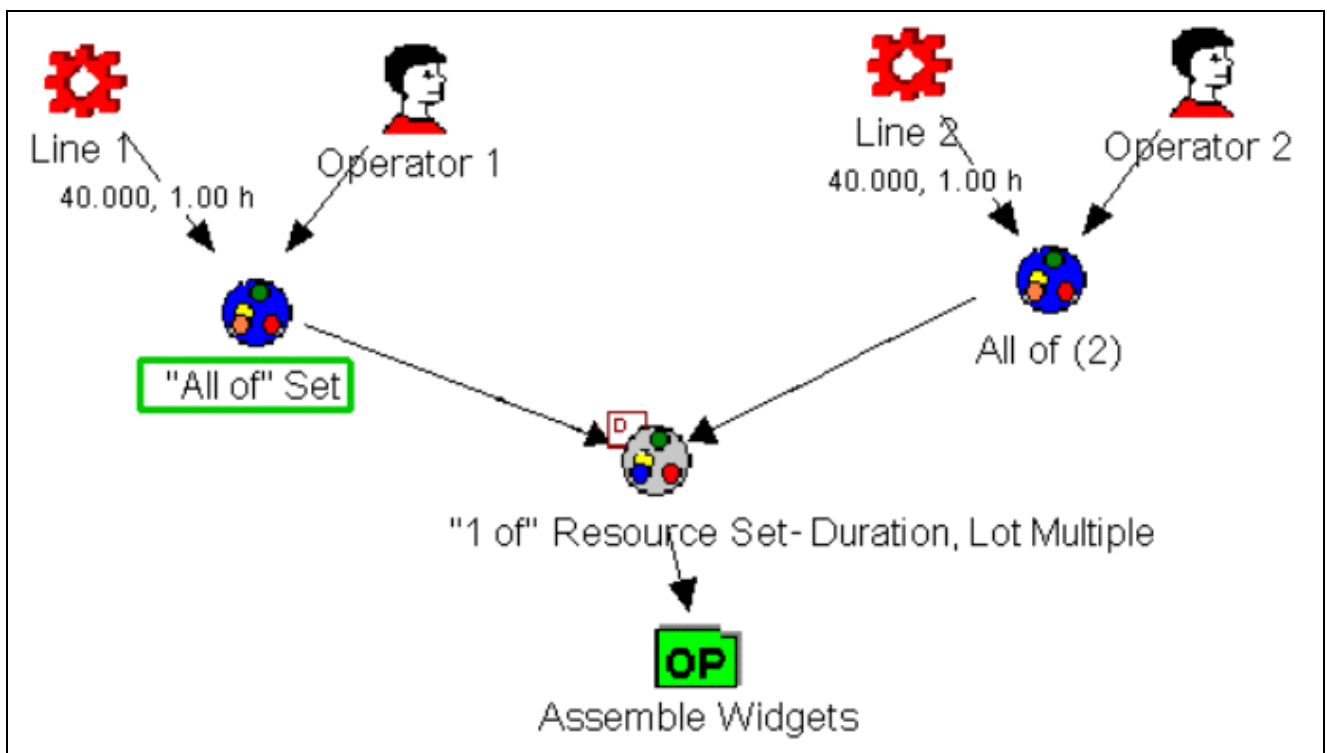 Line 1
Operator 1
Line 2
Operator 2
40.000, 1.00 h
40.000, 1.00 h
"All of" Set
All of (2)
D
"1 of" Resource Set- Duration, Lot Multiple
OP
Assemble Widgets